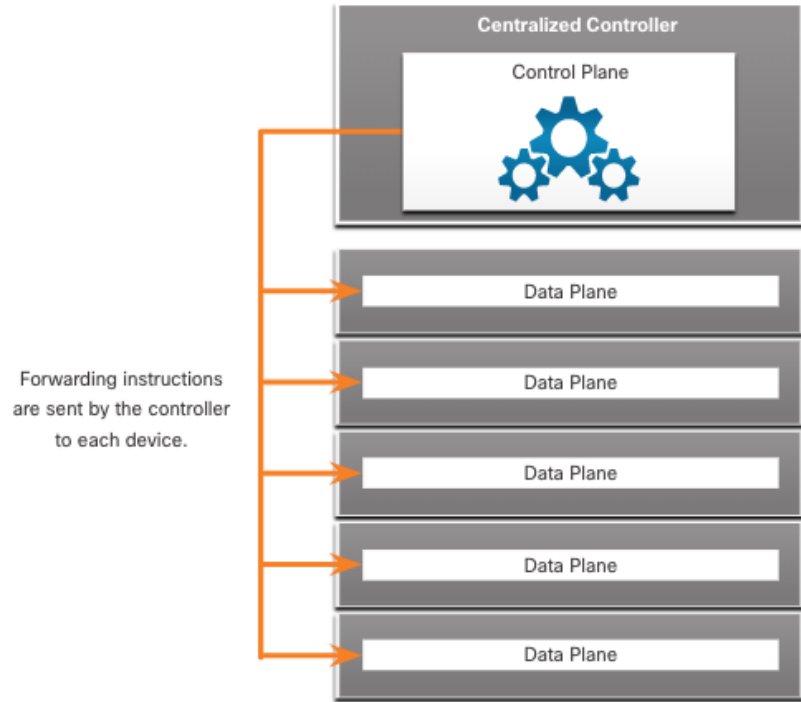 Centralized Controller
Control Plane
Data Plane
Data Plane
Forwarding instructions
are sent by the controller
to each device.
Data Plane
Data Plane
Data Plane